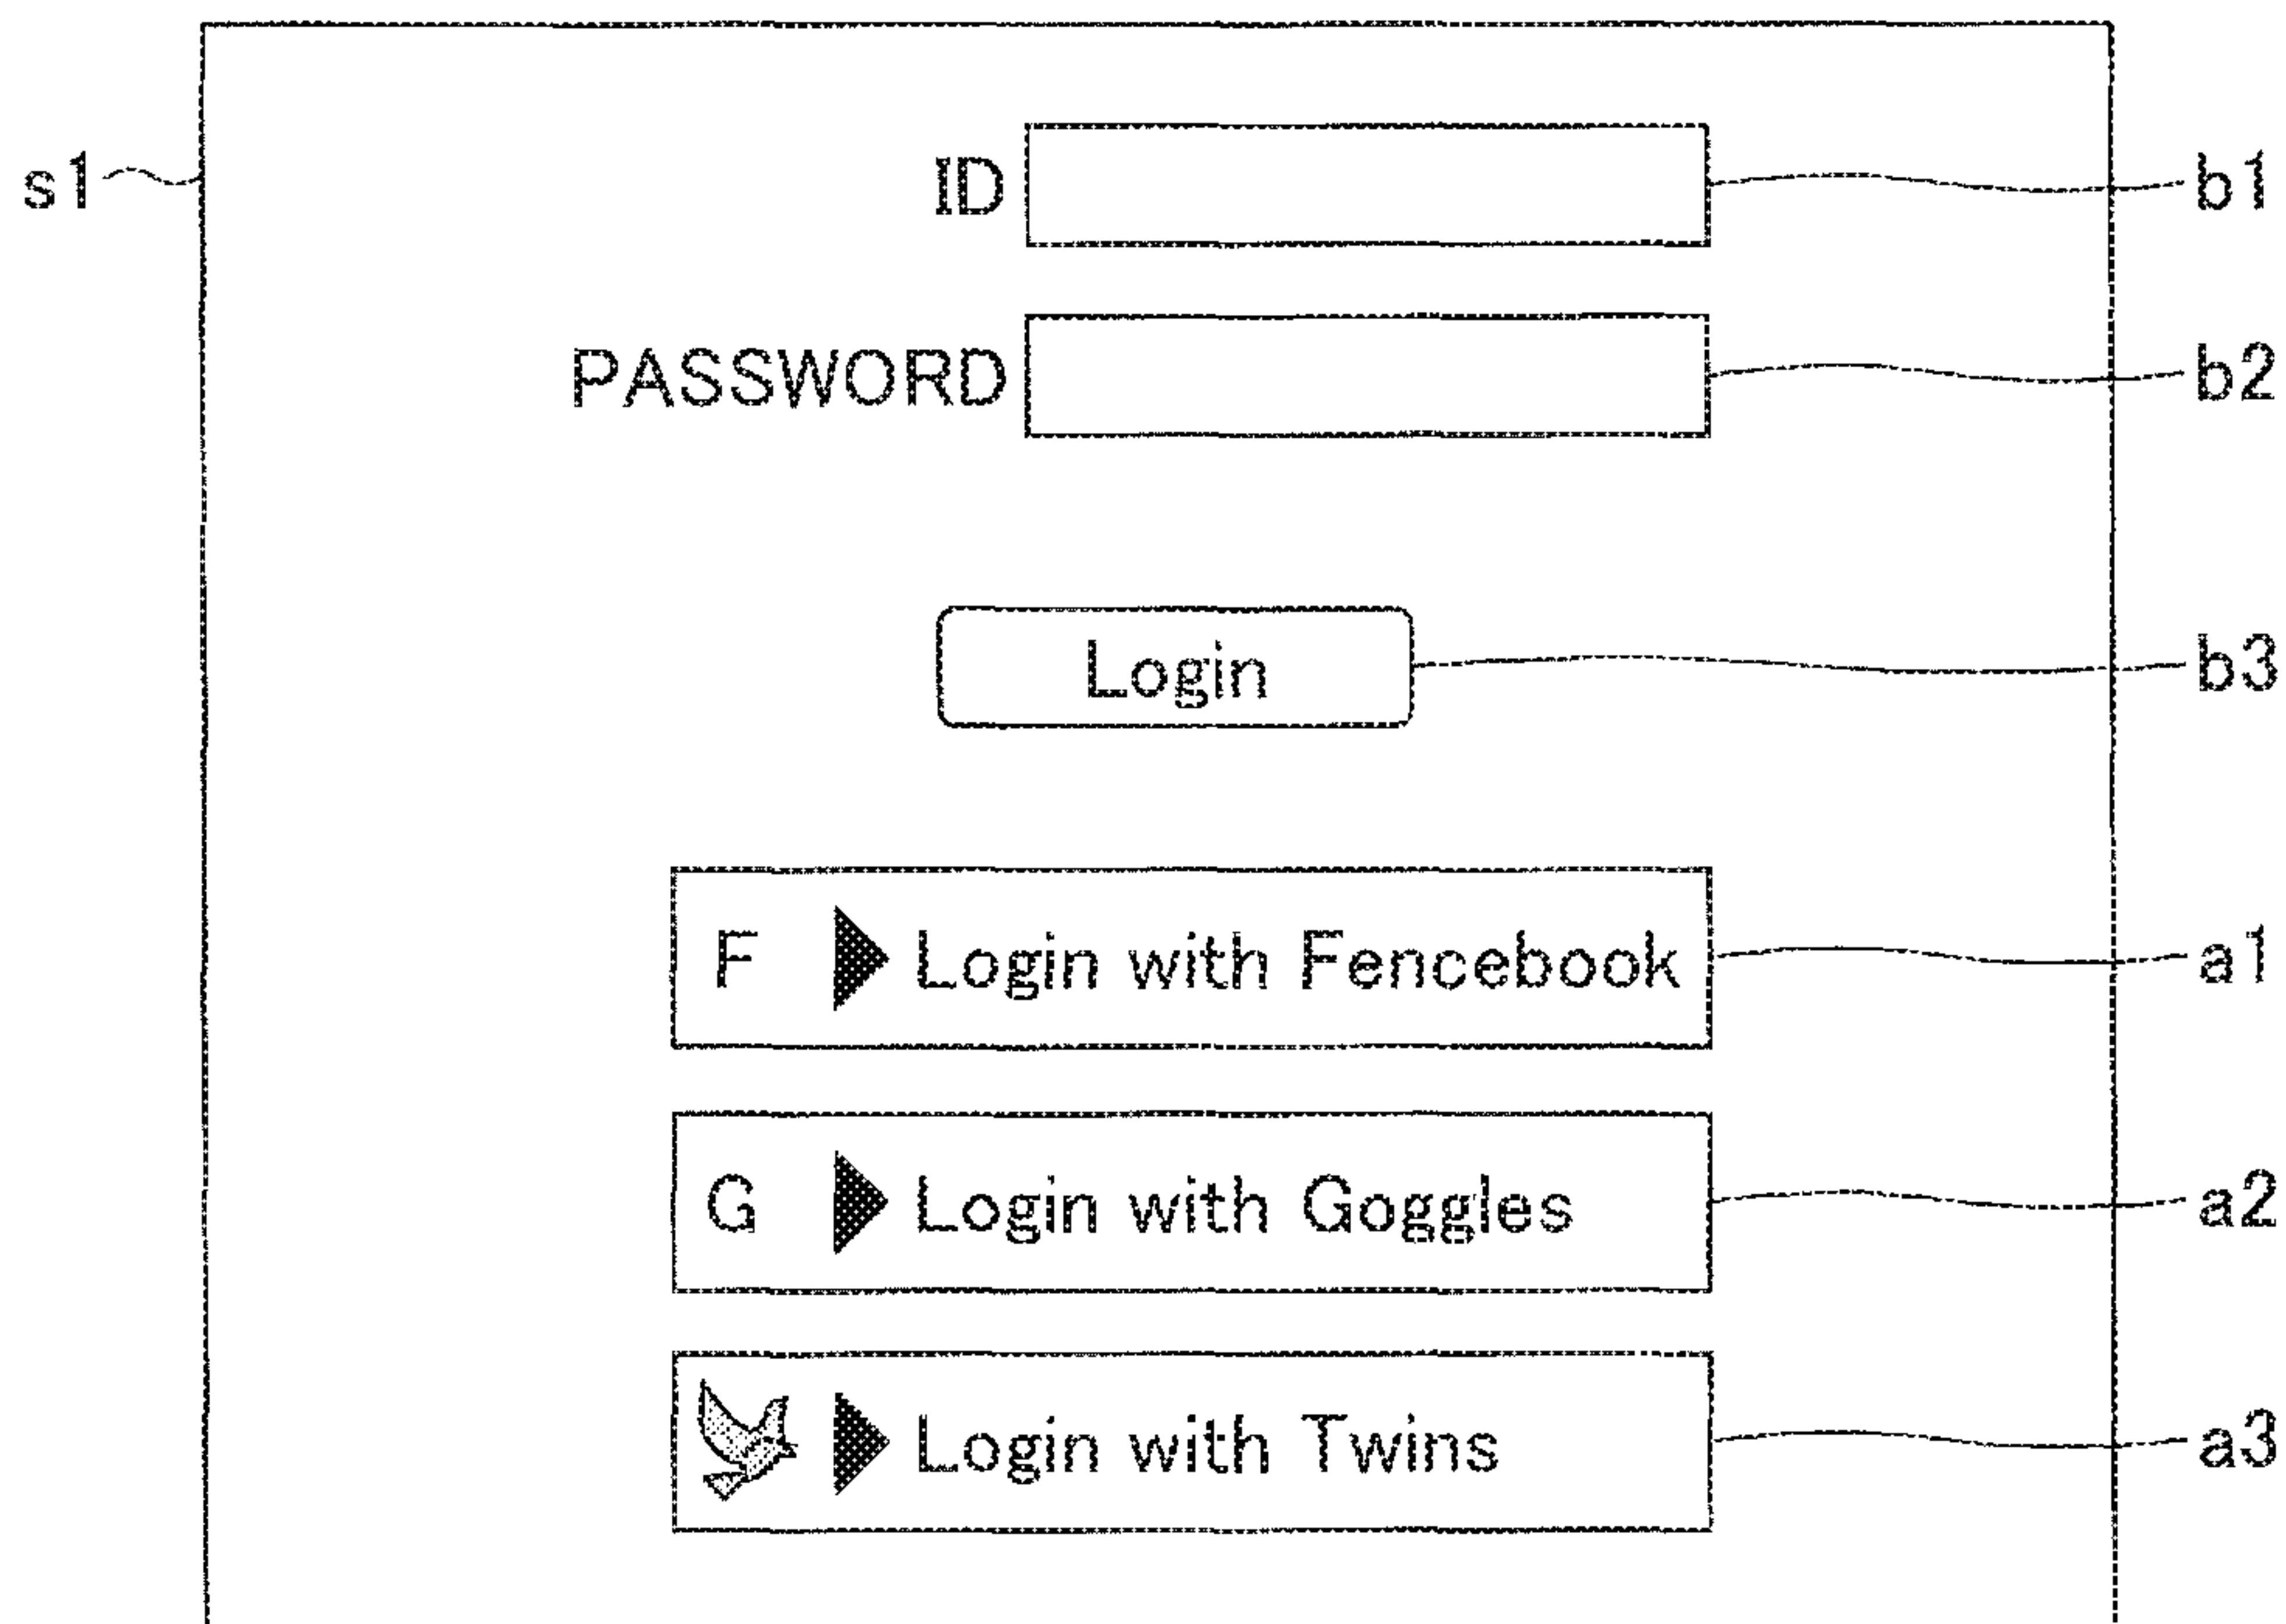 s1 ID b1
PASSWORD b2
Login b3
F Login with Fencebook a1
G Login with Goggles a2
Login with Twins a3